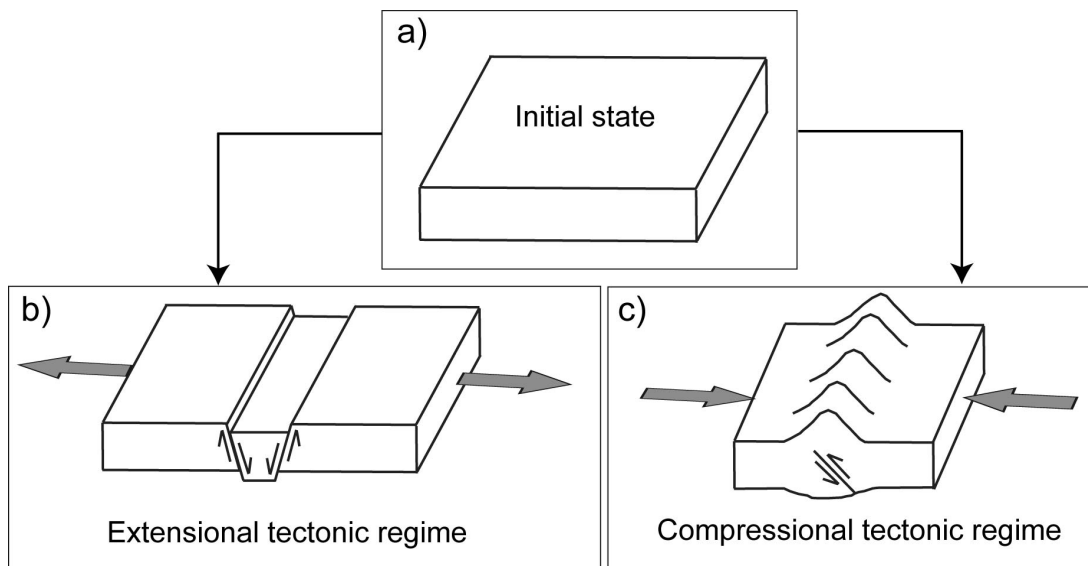 a)
Initial state
b)
Extensional tectonic regime
c)
Compressional tectonic regime